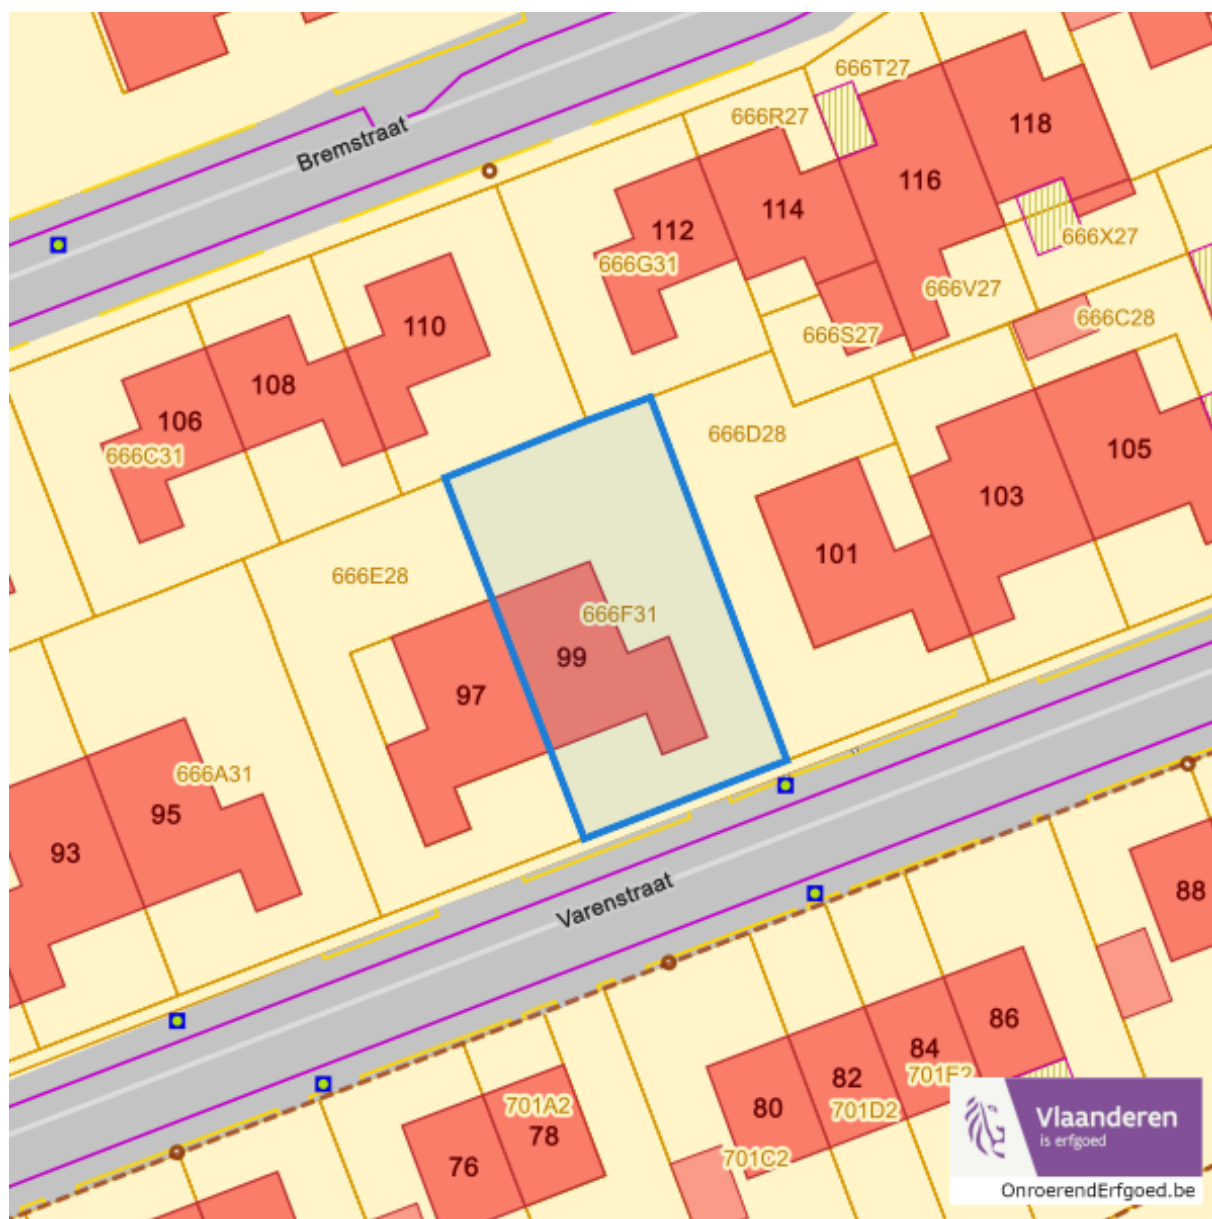 666T27
666R27
118
Bremstraat
116
114
112
666X27
666G31
666V27
666C28
110
666S27
108
106
666D28
105
666C31
103
101
666E28
666F31
99
97
666A31
95
93
Varenstraat
88
86
84
82
701E2
80
701A2
701D2
78
76
701C2
Vlaanderen
is erfgoed
OnroerendErfgoed.be